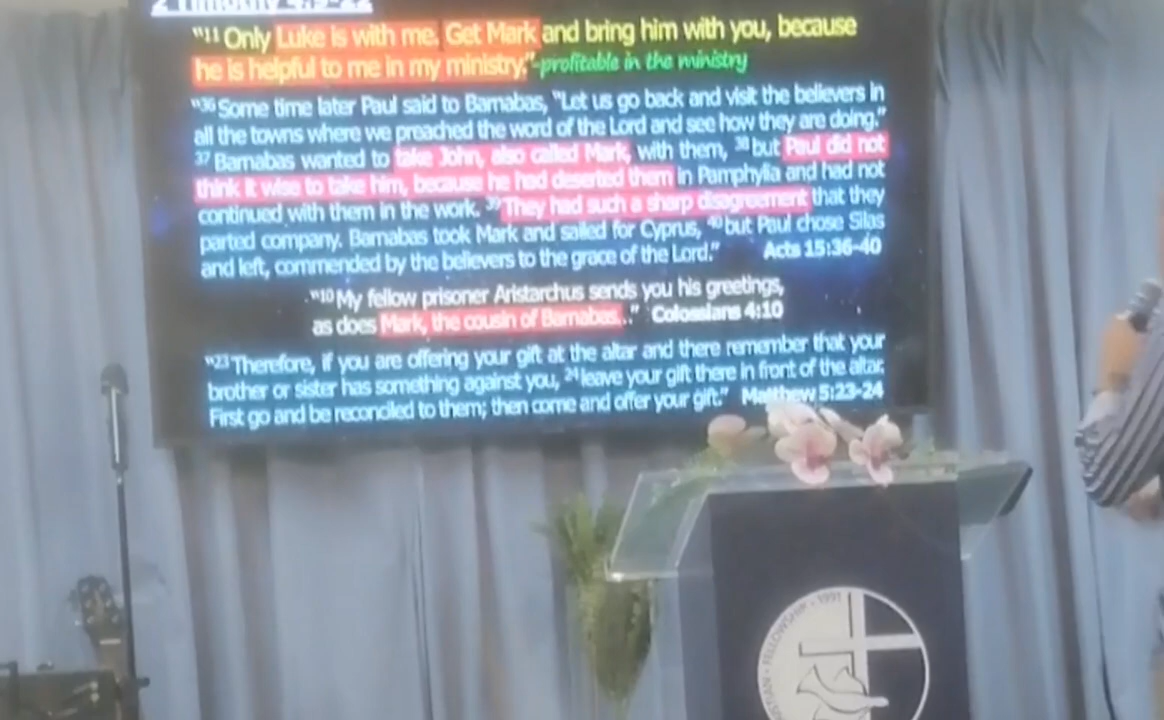 2 Timothy 4:9-22
"11 Only Luke is with me. Get Mark and bring him with you, because
he is helpful to me in my ministry."-profitable in the ministry
"36 Some time later Paul said to Barnabas, "Let us go back and visit the believers in
all the towns where we preached the word of the Lord and see how they are doing."
37 Barnabas wanted to take John, also called Mark, with them, 38 but Paul did not
think it wise to take him, because he had deserted them in Pamphylia and had not
continued with them in the work. 39 They had such a sharp disagreement that they
parted company. Barnabas took Mark and sailed for Cyprus, 40 but Paul chose Silas
and left, commended by the believers to the grace of the Lord." Acts 15:36-40
"10 My fellow prisoner Aristarchus sends you his greetings,
as does Mark, the cousin of Barnabas..." Colossians 4:10
"23 Therefore, if you are offering your gift at the altar and there remember that your
brother or sister has something against you, 24 leave your gift there in front of the altar.
First go and be reconciled to them; then come and offer your gift." Matthew 5:23-24
FELLOWSHIP • 1991